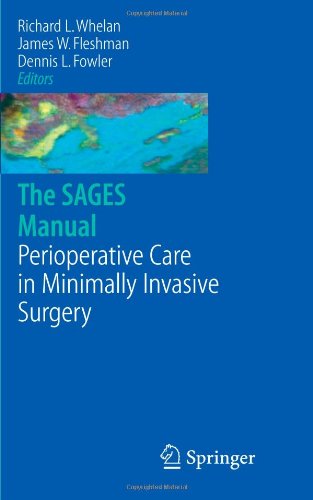 Richard L. Whelan
James W. Fleshman
Dennis L. Fowler
Editors
The SAGES
Manual
Perioperative Care
in Minimally Invasive
Surgery
Springer